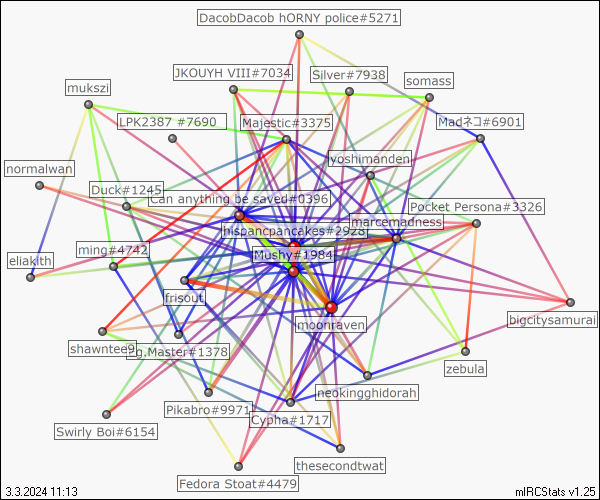 DacobDacob hORNY police#5271
JKOUYH VIII#7034
Silver#7938
somass
mukszi
LPK2387 #7690
Majestic#3375
Madネコ#6901
lyoshimanden
normalwan
Duck#1245
Can anything be saved#0396
Pocket Persona#3326
marcemadness
hispancpancakes#2923
ming#4742
Mushy#1984
eliakith
frisout
moonraven
bigcitysamurai
shawntee9
g.Master#1378
zebula
neokingghidorah
Pikabro#9971
Cypha#1717
Swirly Boi#6154
thesecondtwat
Fedora Stoat#4479
3.3.2024 11:13
mIRCStats v1.25